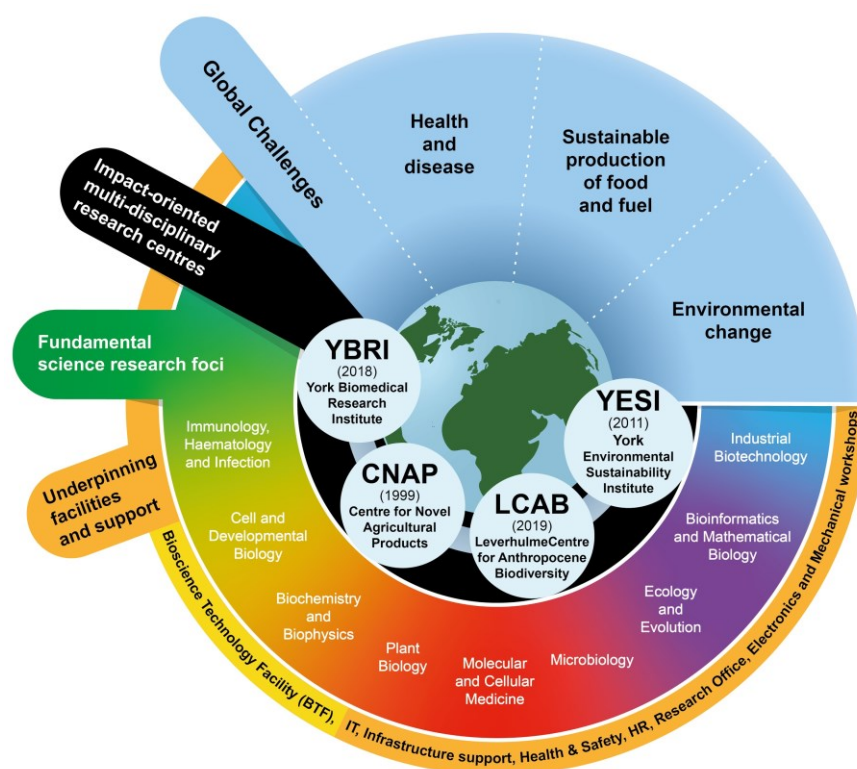 Global Challenges
Health
and
disease
Sustainable
production
of food
and fuel
Environmental
change
Impact-oriented
multi-disciplinary
research centres
YBRI
(2018)
York Biomedical
Research
Institute
CNAP
(1999)
Centre for Novel
Agricultural
Products
LCAB
(2019)
LeverhulmeCentre
for Anthropocene
Biodiversity
YESI
(2011)
York
Environmental
Sustainability
Institute
Fundamental
science research foci
Immunology,
Haematology
and Infection
Cell and
Developmental
Biology
Biochemistry
and
Biophysics
Plant
Biology
Molecular
and Cellular
Medicine
Microbiology
Ecology
and
Evolution
Bioinformatics
and Mathematical
Biology
Industrial
Biotechnology
Underpinning
facilities
and support
Bioscience Technology Facility (BTF),
IT, Infrastructure support, Health & Safety, HR, Research Office, Electronics and Mechanical workshops